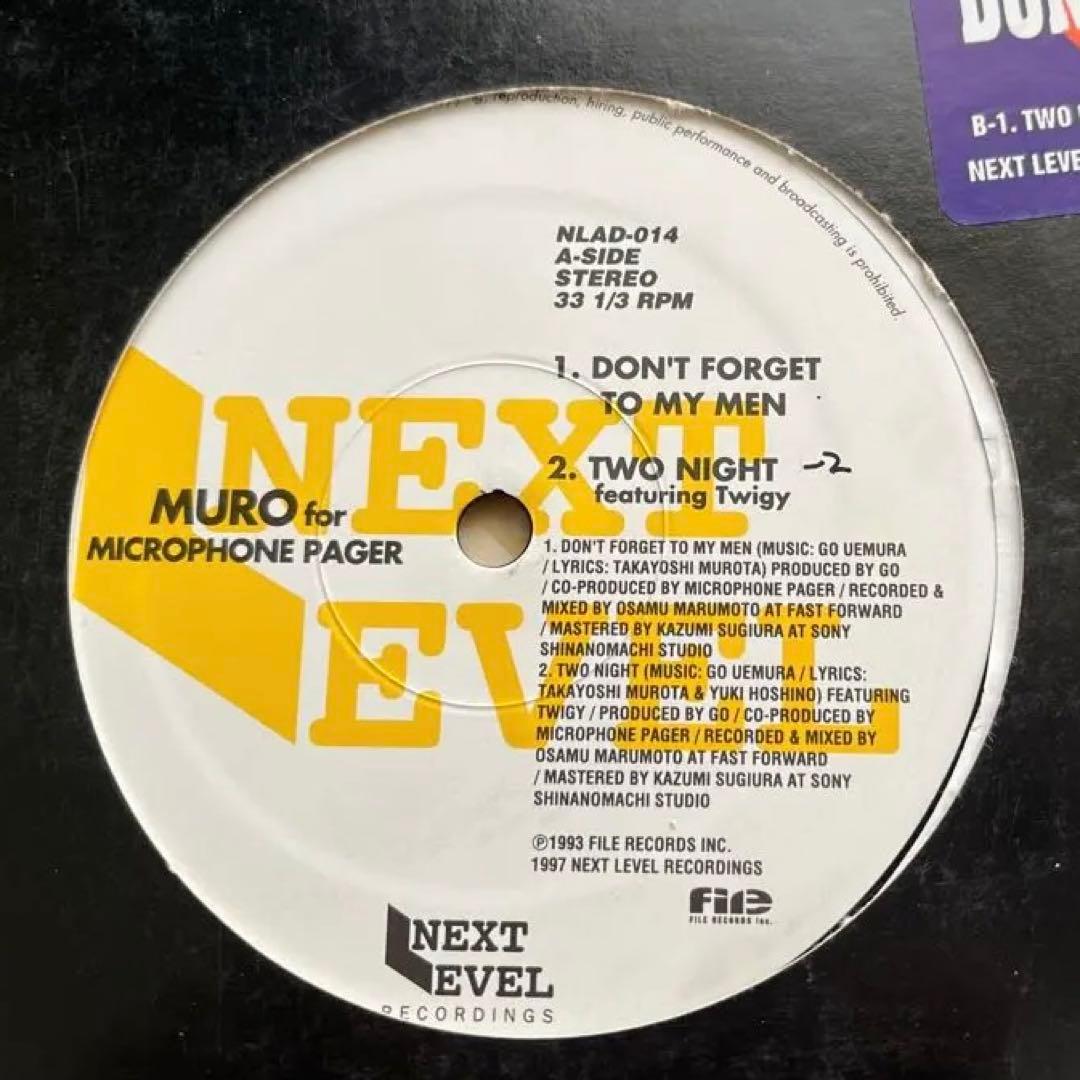 reproduction, hiring, public performance and broadcasting is prohibited.
B-1. TWO
NEXT LEVE
NLAD-014
A-SIDE
STEREO
33 1/3 RPM
1. DON'T FORGET
TO MY MEN
2. TWO NIGHT -2
featuring Twigy
NEXT
LEVEL
MURO for
MICROPHONE PAGER
1. DON'T FORGET TO MY MEN (MUSIC: GO UEMURA
/ LYRICS: TAKAYOSHI MUROTA) PRODUCED BY GO
/ CO-PRODUCED BY MICROPHONE PAGER / RECORDED &
MIXED BY OSAMU MARUMOTO AT FAST FORWARD
/ MASTERED BY KAZUMI SUGIURA AT SONY
SHINANOMACHI STUDIO
2. TWO NIGHT (MUSIC: GO UEMURA / LYRICS:
TAKAYOSHI MUROTA & YUKI HOSHINO) FEATURING
TWIGY / PRODUCED BY GO / CO-PRODUCED BY
MICROPHONE PAGER / RECORDED & MIXED BY
OSAMU MARUMOTO AT FAST FORWARD
/ MASTERED BY KAZUMI SUGIURA AT SONY
SHINANOMACHI STUDIO
℗1993 FILE RECORDS INC.
1997 NEXT LEVEL RECORDINGS
file
FILE RECORDS Inc.
NEXT
LEVEL
RECORDINGS